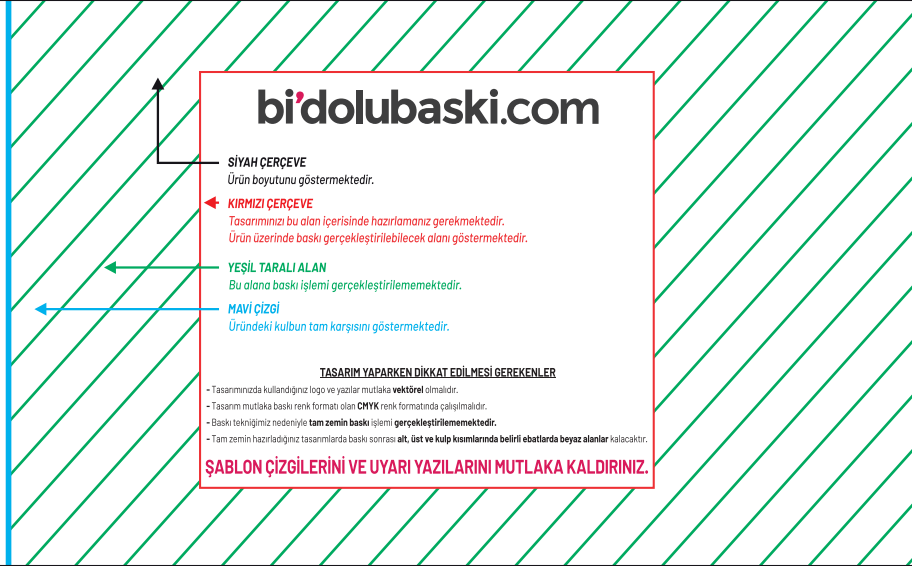 bi'dolubaski.com
SİYAH ÇERÇEVE
Ürün boyutunu göstermektedir.
KIRMIZI ÇERÇEVE
Tasarımınızı bu alan içerisinde hazırlamanız gerekmektedir.
Ürün üzerinde baskı gerçekleştirilebilecek alanı göstermektedir.
YEŞİL TARALI ALAN
Bu alana baskı işlemi gerçekleştirilememektedir.
MAVİ ÇİZGİ
Üründeki kulbun tam karşısını göstermektedir.
TASARIM YAPARKEN DİKKAT EDİLMESİ GEREKENLER
- Tasarımınızda kullandığınız logo ve yazılar mutlaka vektörel olmalıdır.
- Tasarım mutlaka baskı renk formatı olan CMYK renk formatında çalışılmalıdır.
- Baskı tekniğimiz nedeniyle tam zemin baskı işlemi gerçekleştirilememektedir.
- Tam zemin hazırladığınız tasarımlarda baskı sonrası alt, üst ve kulp kısımlarında belirli ebatlarda beyaz alanlar kalacaktır.
ŞABLON ÇİZGİLERİNİ VE UYARI YAZILARINI MUTLAKA KALDIRINIZ.